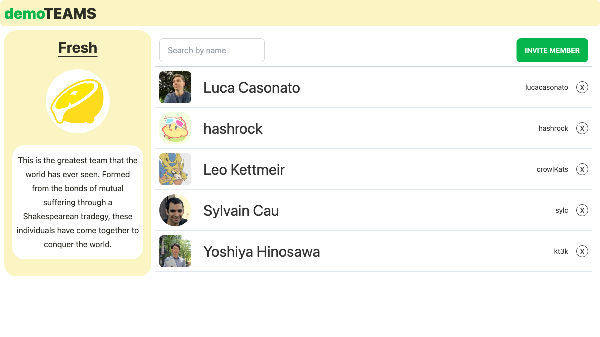 demoTEAMS
Fresh
This is the greatest team that the
world has ever seen. Formed
from the bonds of mutual
suffering through a
Shakespearean tradegy, these
individuals have come together to
conquer the world.
Search by name
INVITE MEMBER
Luca Casonato lucacasonato X
hashrock hashrock X
Leo Kettmeir crowlKats X
Sylvain Cau sylc X
Yoshiya Hinosawa kt3k X